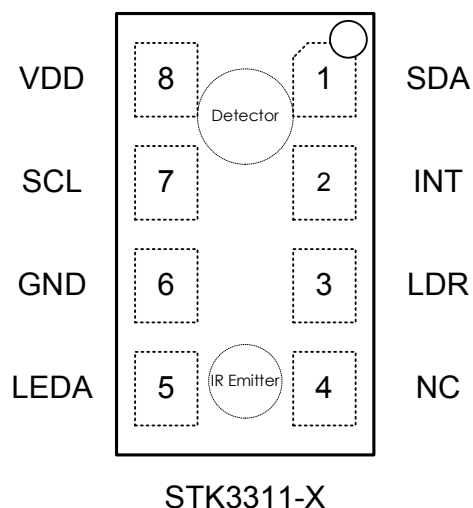 VDD 8 1 SDA
Detector
SCL 7 2 INT
GND 6 3 LDR
LEDA 5 IR Emitter 4 NC
STK3311-X